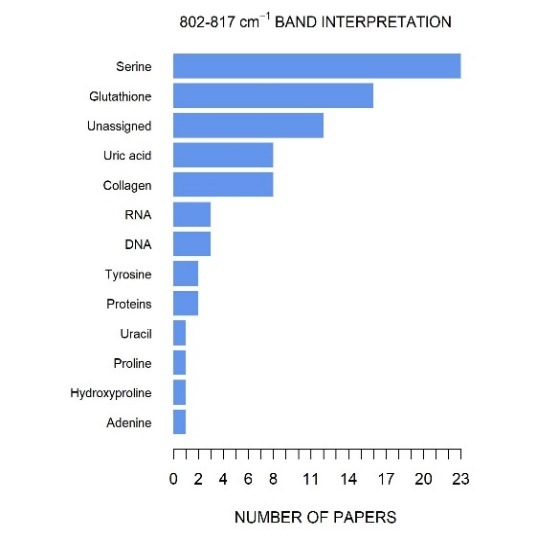 802-817 cm⁻¹ BAND INTERPRETATION
Serine
Glutathione
Unassigned
Uric acid
Collagen
RNA
DNA
Tyrosine
Proteins
Uracil
Proline
Hydroxyproline
Adenine
0 2 4 6 8 11 14 17 20 23
NUMBER OF PAPERS